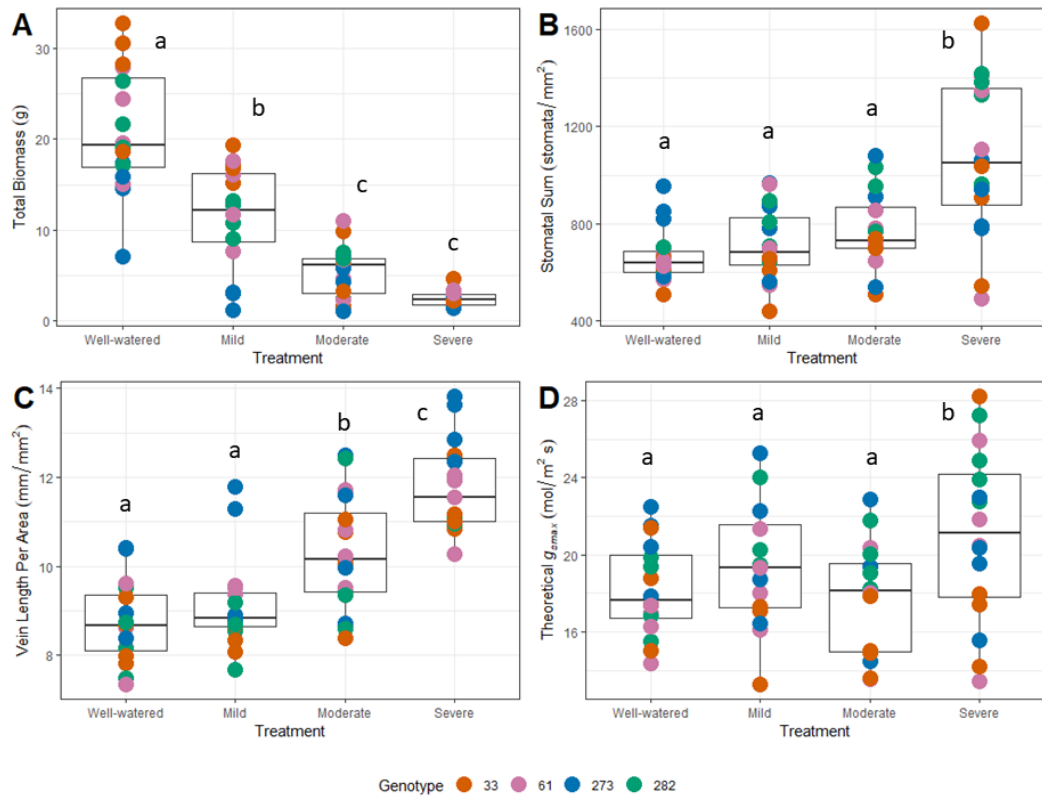 A
Total Biomass (g)
30
20
10
0
a
b
c
c
Well-watered Mild Moderate Severe
Treatment
B
Stomatal Sum (stomata/ mm²)
1600
1200
800
400
a
a
a
b
Well-watered Mild Moderate Severe
Treatment
C
Vein Length Per Area (mm/mm²)
14
12
10
8
a
a
b
c
Well-watered Mild Moderate Severe
Treatment
D
Theoretical gsmax (mol/m² s)
28
24
20
16
a
a
a
b
Well-watered Mild Moderate Severe
Treatment
Genotype 33 61 273 282